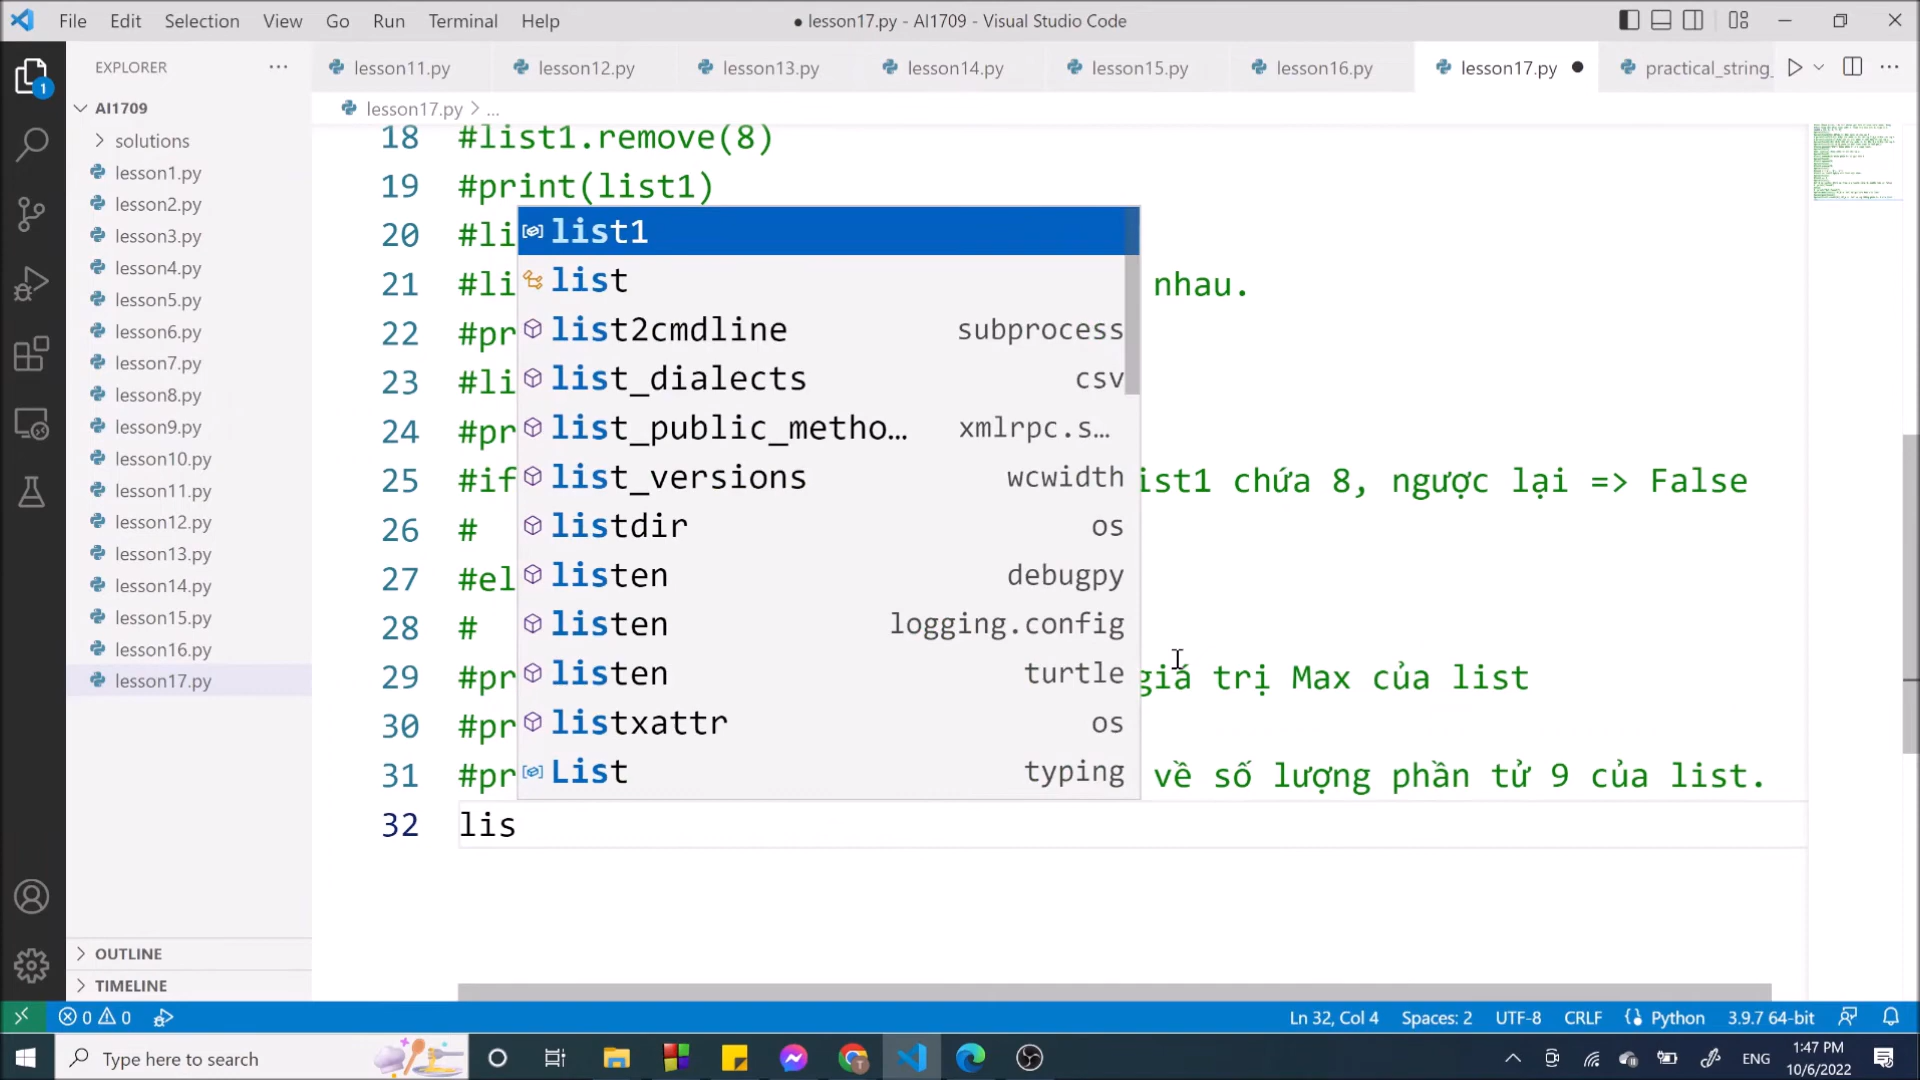 File Edit Selection View Go Run Terminal Help
● lesson17.py - AI1709 - Visual Studio Code
EXPLORER ...
lesson11.py lesson12.py lesson13.py lesson14.py lesson15.py lesson16.py lesson17.py ● practical_string_ ...
AI1709
lesson17.py > ...
solutions
lesson1.py
lesson2.py
lesson3.py
lesson4.py
lesson5.py
lesson6.py
lesson7.py
lesson8.py
lesson9.py
lesson10.py
lesson11.py
lesson12.py
lesson13.py
lesson14.py
lesson15.py
lesson16.py
lesson17.py
OUTLINE
TIMELINE
18 #list1.remove(8)
19 #print(list1)
20 #li
21 #li nhau.
22 #pr
23 #li
24 #pr
25 #if ist1 chứa 8, ngược lại => False
26 #
27 #el
28 #
29 #pr giá trị Max của list
30 #pr
31 #pr về số lượng phần tử 9 của list.
32 lis
list1
list
list2cmdline subprocess
list_dialects csv
list_public_metho... xmlrpc.s...
list_versions wcwidth
listdir os
listen debugpy
listen logging.config
listen turtle
listxattr os
List typing
1
0 0 Ln 32, Col 4 Spaces: 2 UTF-8 CRLF Python 3.9.7 64-bit
Type here to search
ENG
1:47 PM
10/6/2022